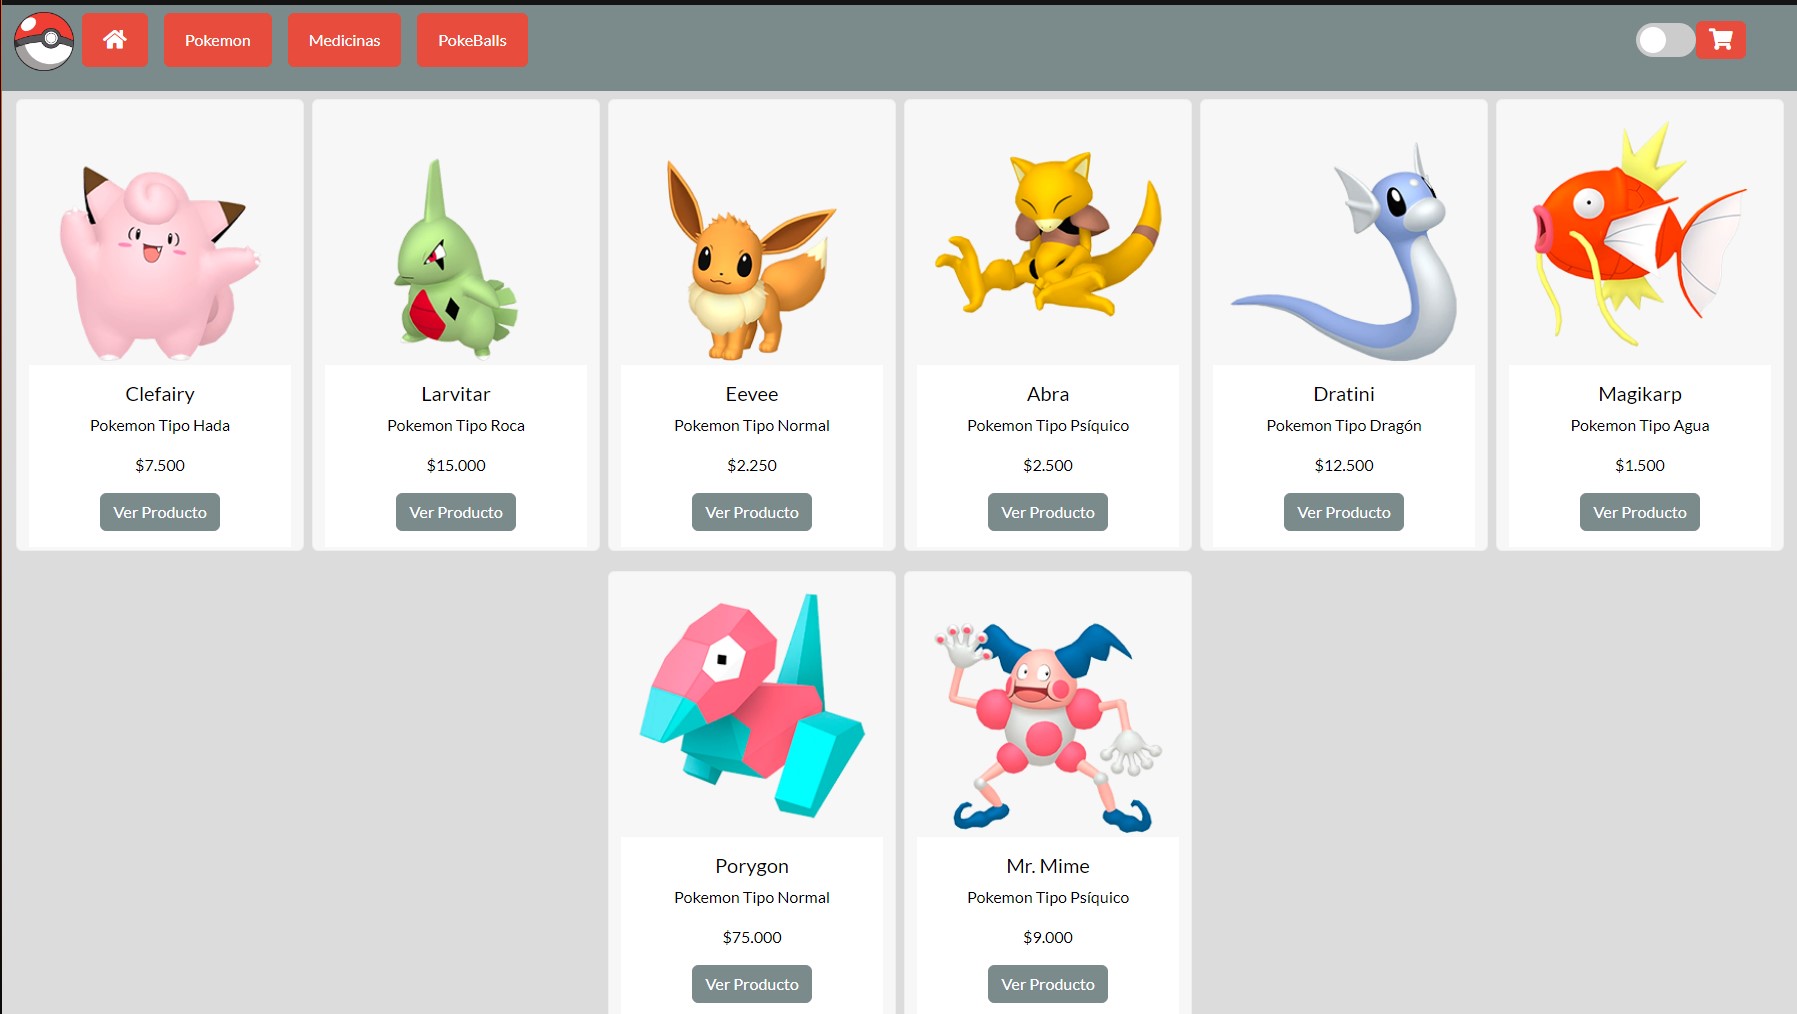 Pokemon
Medicinas
PokeBalls
Clefairy
Pokemon Tipo Hada
$7.500
Ver Producto
Larvitar
Pokemon Tipo Roca
$15.000
Ver Producto
Eevee
Pokemon Tipo Normal
$2.250
Ver Producto
Abra
Pokemon Tipo Psíquico
$2.500
Ver Producto
Dratini
Pokemon Tipo Dragón
$12.500
Ver Producto
Magikarp
Pokemon Tipo Agua
$1.500
Ver Producto
Porygon
Pokemon Tipo Normal
$75.000
Ver Producto
Mr. Mime
Pokemon Tipo Psíquico
$9.000
Ver Producto